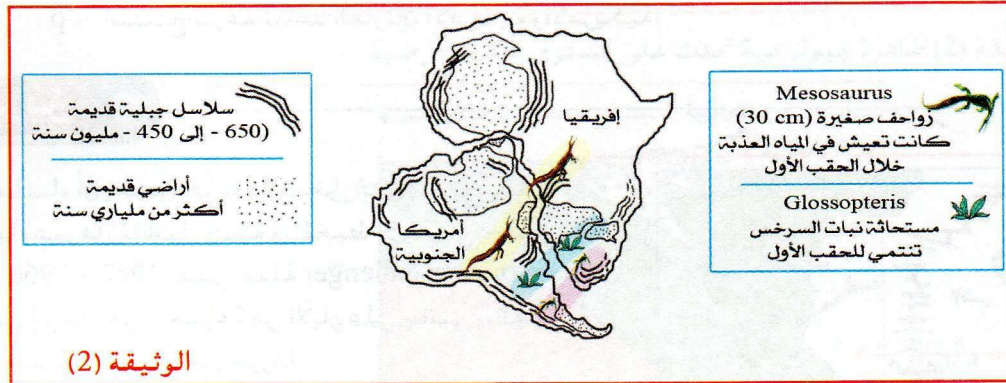 Mesosaurus
زواحف صغيرة (30 cm)
كانت تعيش في المياه العذبة
خلال الحقب الأول
Glossopteris
مستحاثة نبات السرخس
تنتمي للحقب الأول
إفريقيا
أمريكا
الجنوبية
سلاسل جبلية قديمة
(650 - إلى 450 - مليون سنة
أراضي قديمة
أكثر من ملياري سنة
الوثيقة (2)